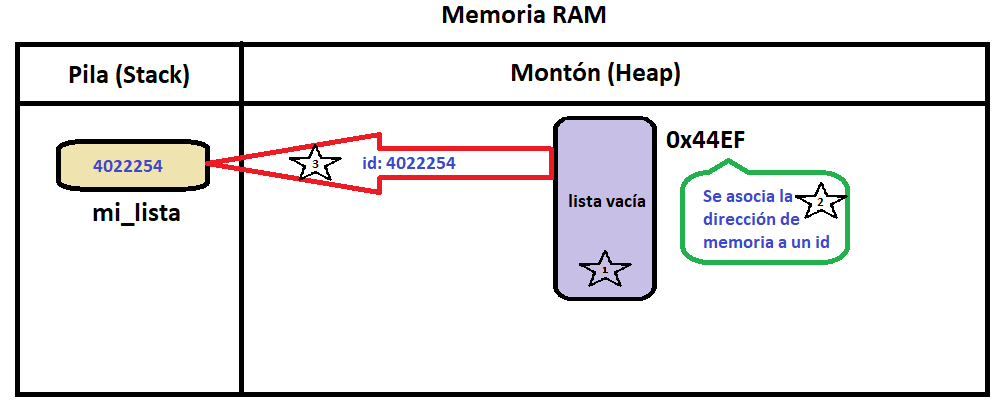 Memoria RAM
Pila (Stack)
Montón (Heap)
4022254
mi_lista
3
id: 4022254
lista vacía
1
0x44EF
Se asocia la
2
dirección de
memoria a un id